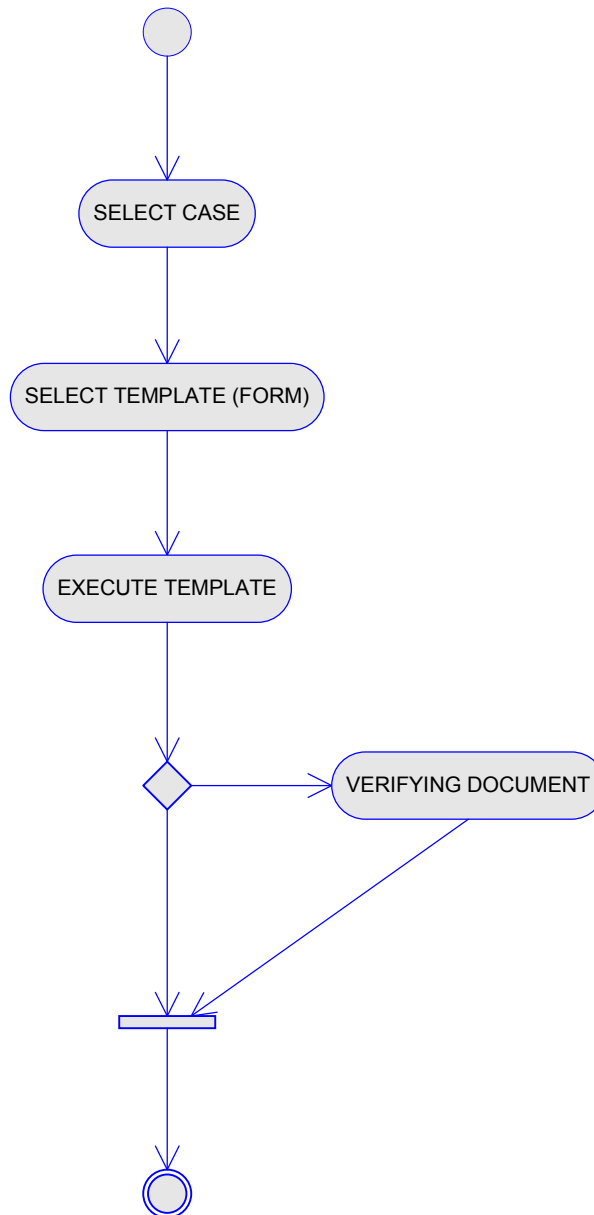 SELECT CASE
SELECT TEMPLATE (FORM)
EXECUTE TEMPLATE
VERIFYING DOCUMENT